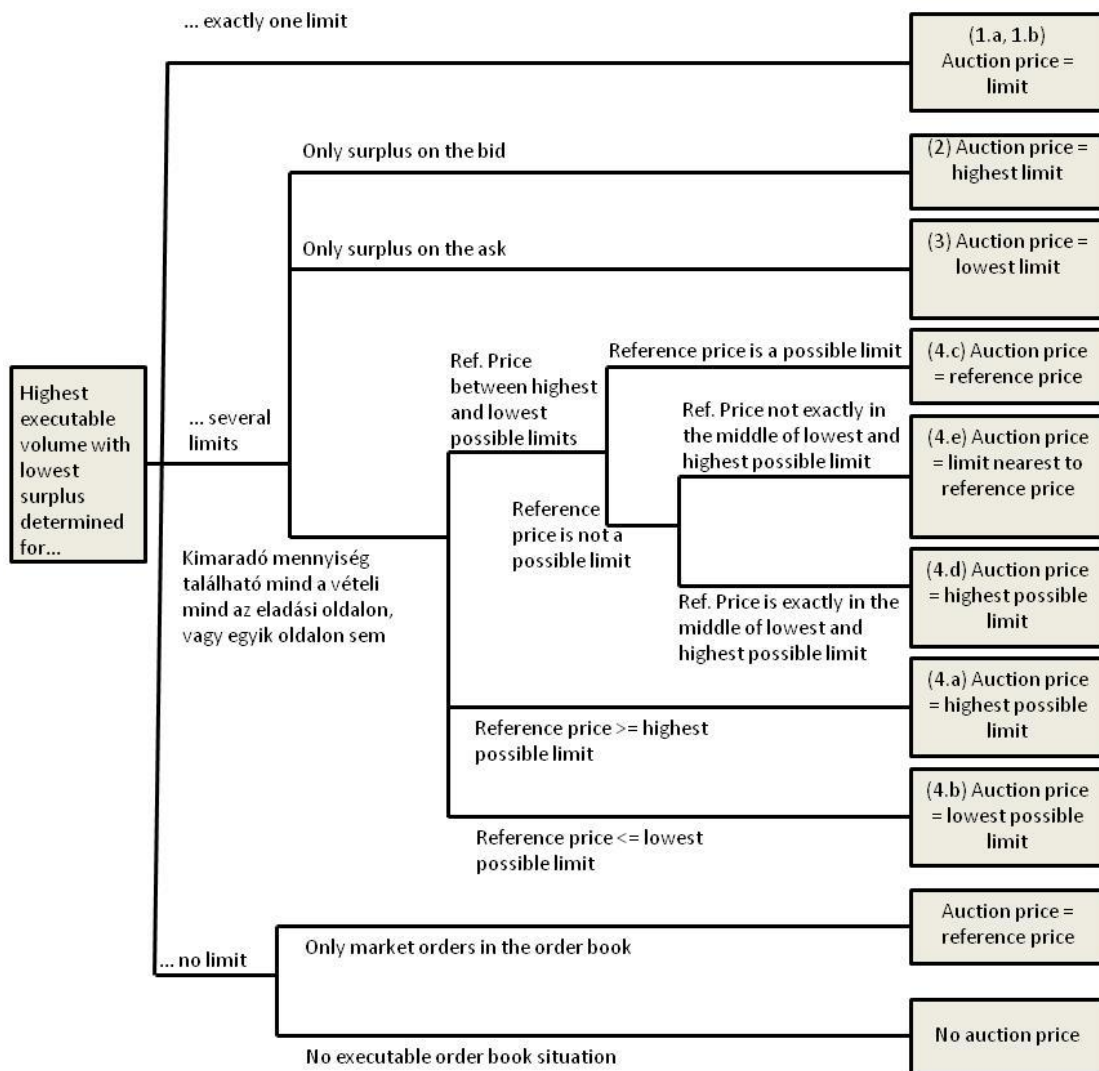 ... exactly one limit
(1.a, 1.b)
Auction price =
limit
Only surplus on the bid
(2) Auction price =
highest limit
Only surplus on the ask
(3) Auction price =
lowest limit
Highest
executable
volume with
lowest
surplus
determined
for...
... several
limits
Kimaradó mennyiség
található mind a vételi
mind az eladási oldalon,
vagy egyik oldalon sem
Ref. Price
between highest
and lowest
possible limits
Reference price is a possible limit
(4.c) Auction price
= reference price
Reference
price is not a
possible limit
Ref. Price not exactly in
the middle of lowest and
highest possible limit
(4.e) Auction price
= limit nearest to
reference price
Ref. Price is exactly in the
middle of lowest and
highest possible limit
(4.d) Auction price
= highest possible
limit
Reference price >= highest
possible limit
(4.a) Auction price
= highest possible
limit
Reference price <= lowest
possible limit
(4.b) Auction price
= lowest possible
limit
... no limit
Only market orders in the order book
Auction price =
reference price
No executable order book situation
No auction price